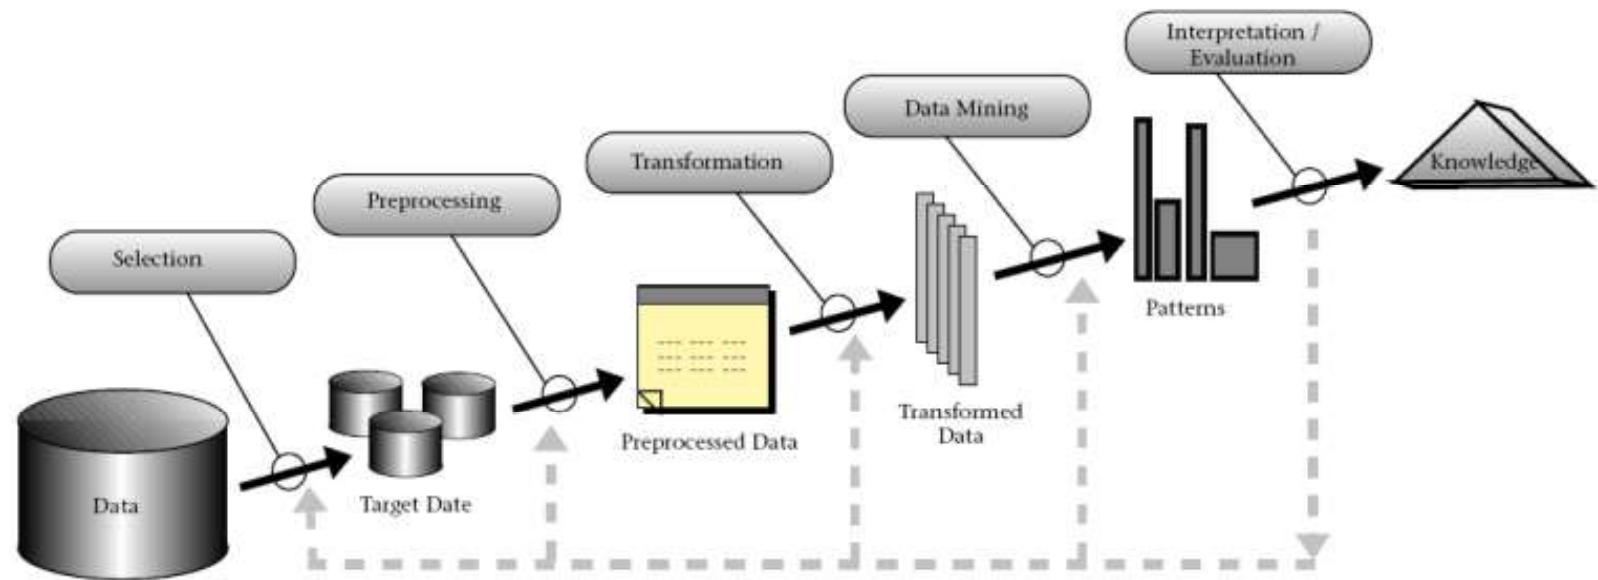 Interpretation /
Evaluation
Data Mining
Transformation
Preprocessing
Selection
Knowledge
Patterns
Transformed
Data
Preprocessed Data
Target Date
Data